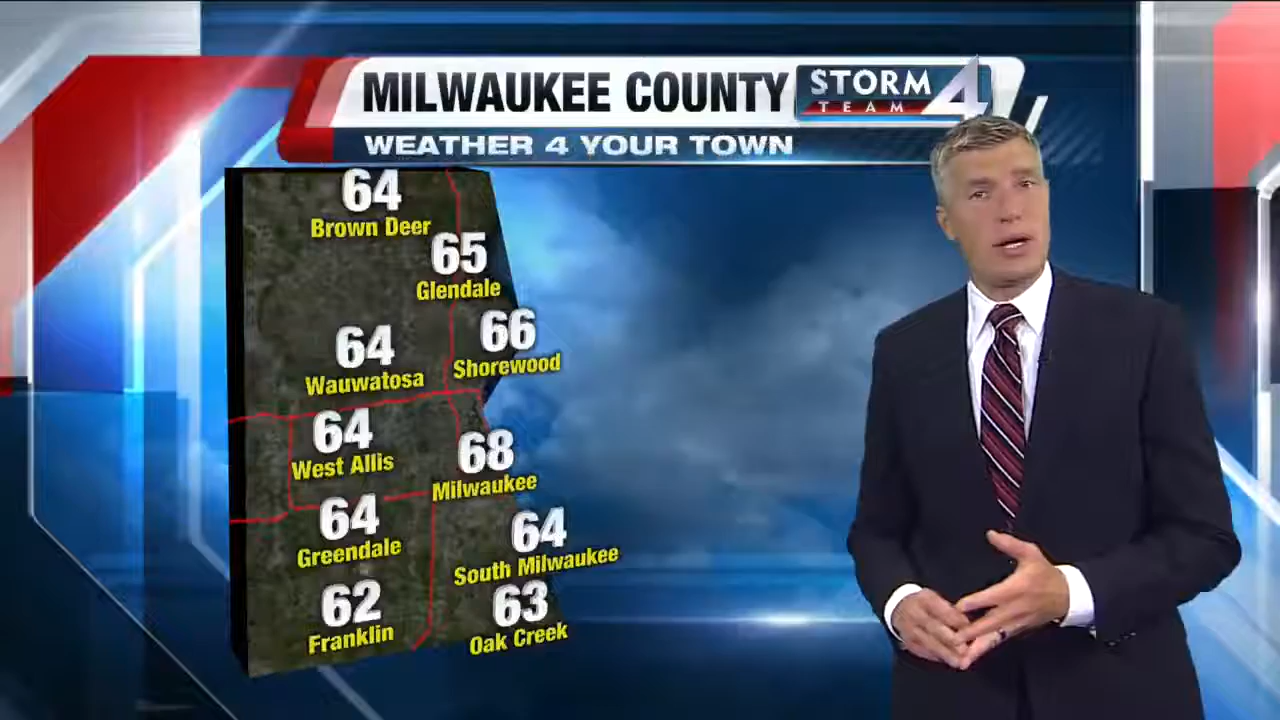 MILWAUKEE COUNTY
STORM
TEAM 4
WEATHER 4 YOUR TOWN
64
Brown Deer
65
Glendale
66
Shorewood
64
Wauwatosa
64
West Allis
68
Milwaukee
64
Greendale
64
South Milwaukee
62
Franklin
63
Oak Creek